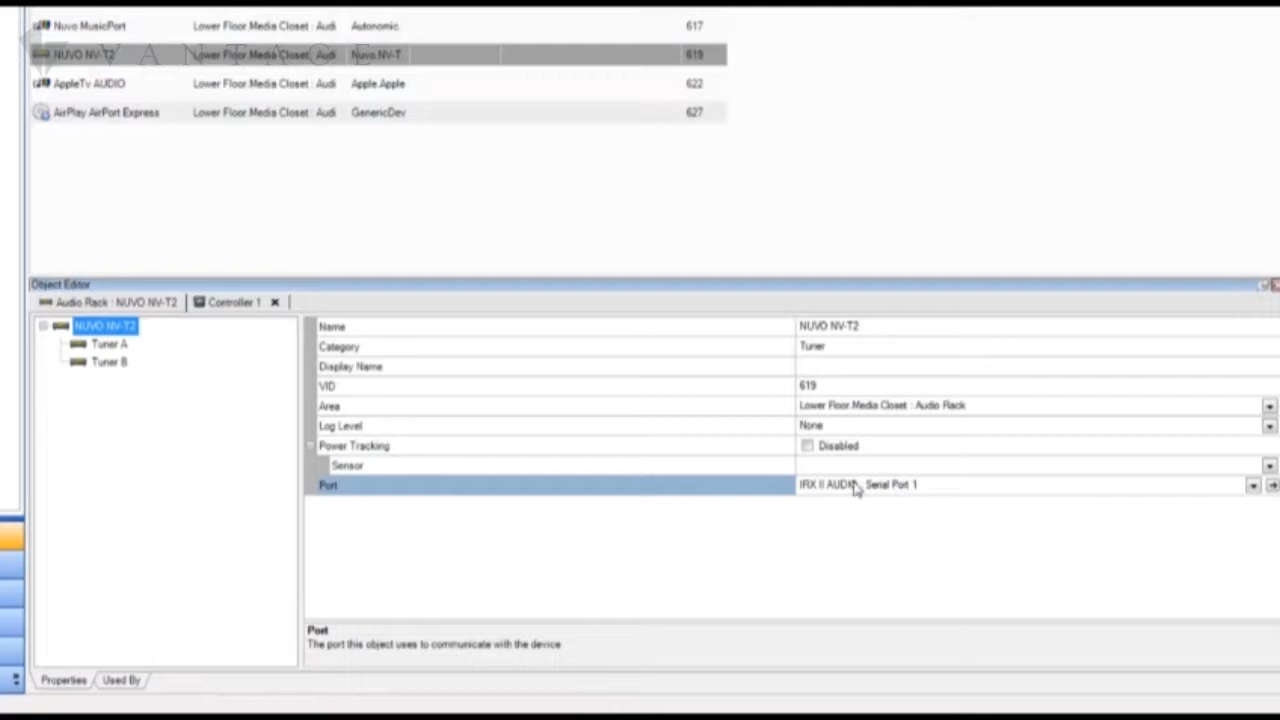 Nuvo MusicPort Lower Floor.Media Closet : Audi Autonomic. 617
VANTAGE
NUVO NV-T2 Lower Floor.Media Closet : Audi Nuvo.NV-T 619
AppleTv AUDIO Lower Floor.Media Closet : Audi Apple.Apple 622
AirPlay AirPort Express Lower Floor.Media Closet : Audi GenericDev 627
Object Editor
Audio Rack : NUVO NV-T2 Controller 1
NUVO NV-T2
Tuner A
Tuner B
Name NUVO NV-T2
Category Tuner
Display Name
VID 619
Area Lower Floor.Media Closet : Audio Rack
Log Level None
Power Tracking Disabled
Sensor
Port IRX II AUDIO Serial Port 1
Port
The port this object uses to communicate with the device
Properties Used By